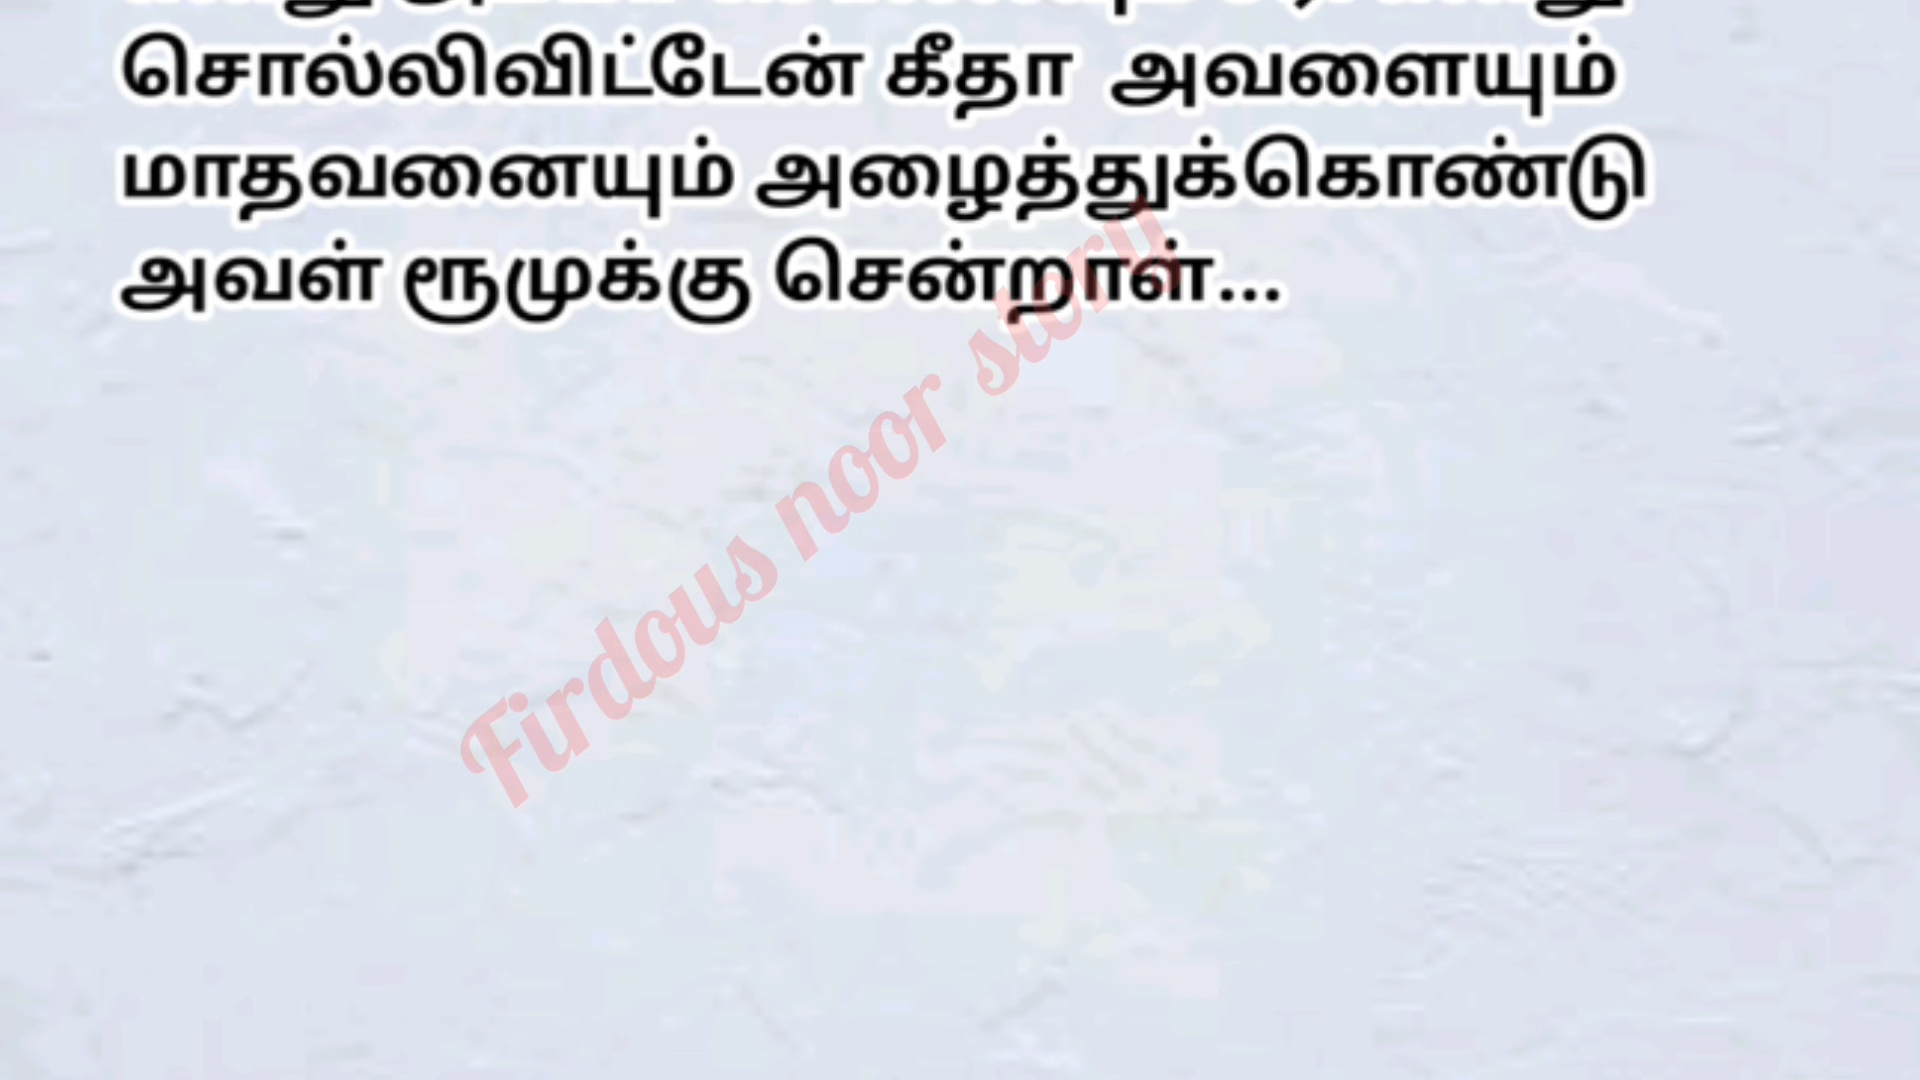 சொல்லிவிட்டேன் கீதா அவளையும்
மாதவனையும் அழைத்துக்கொண்டு
அவள் ரூமுக்கு சென்றாள்...
Firdous noor story